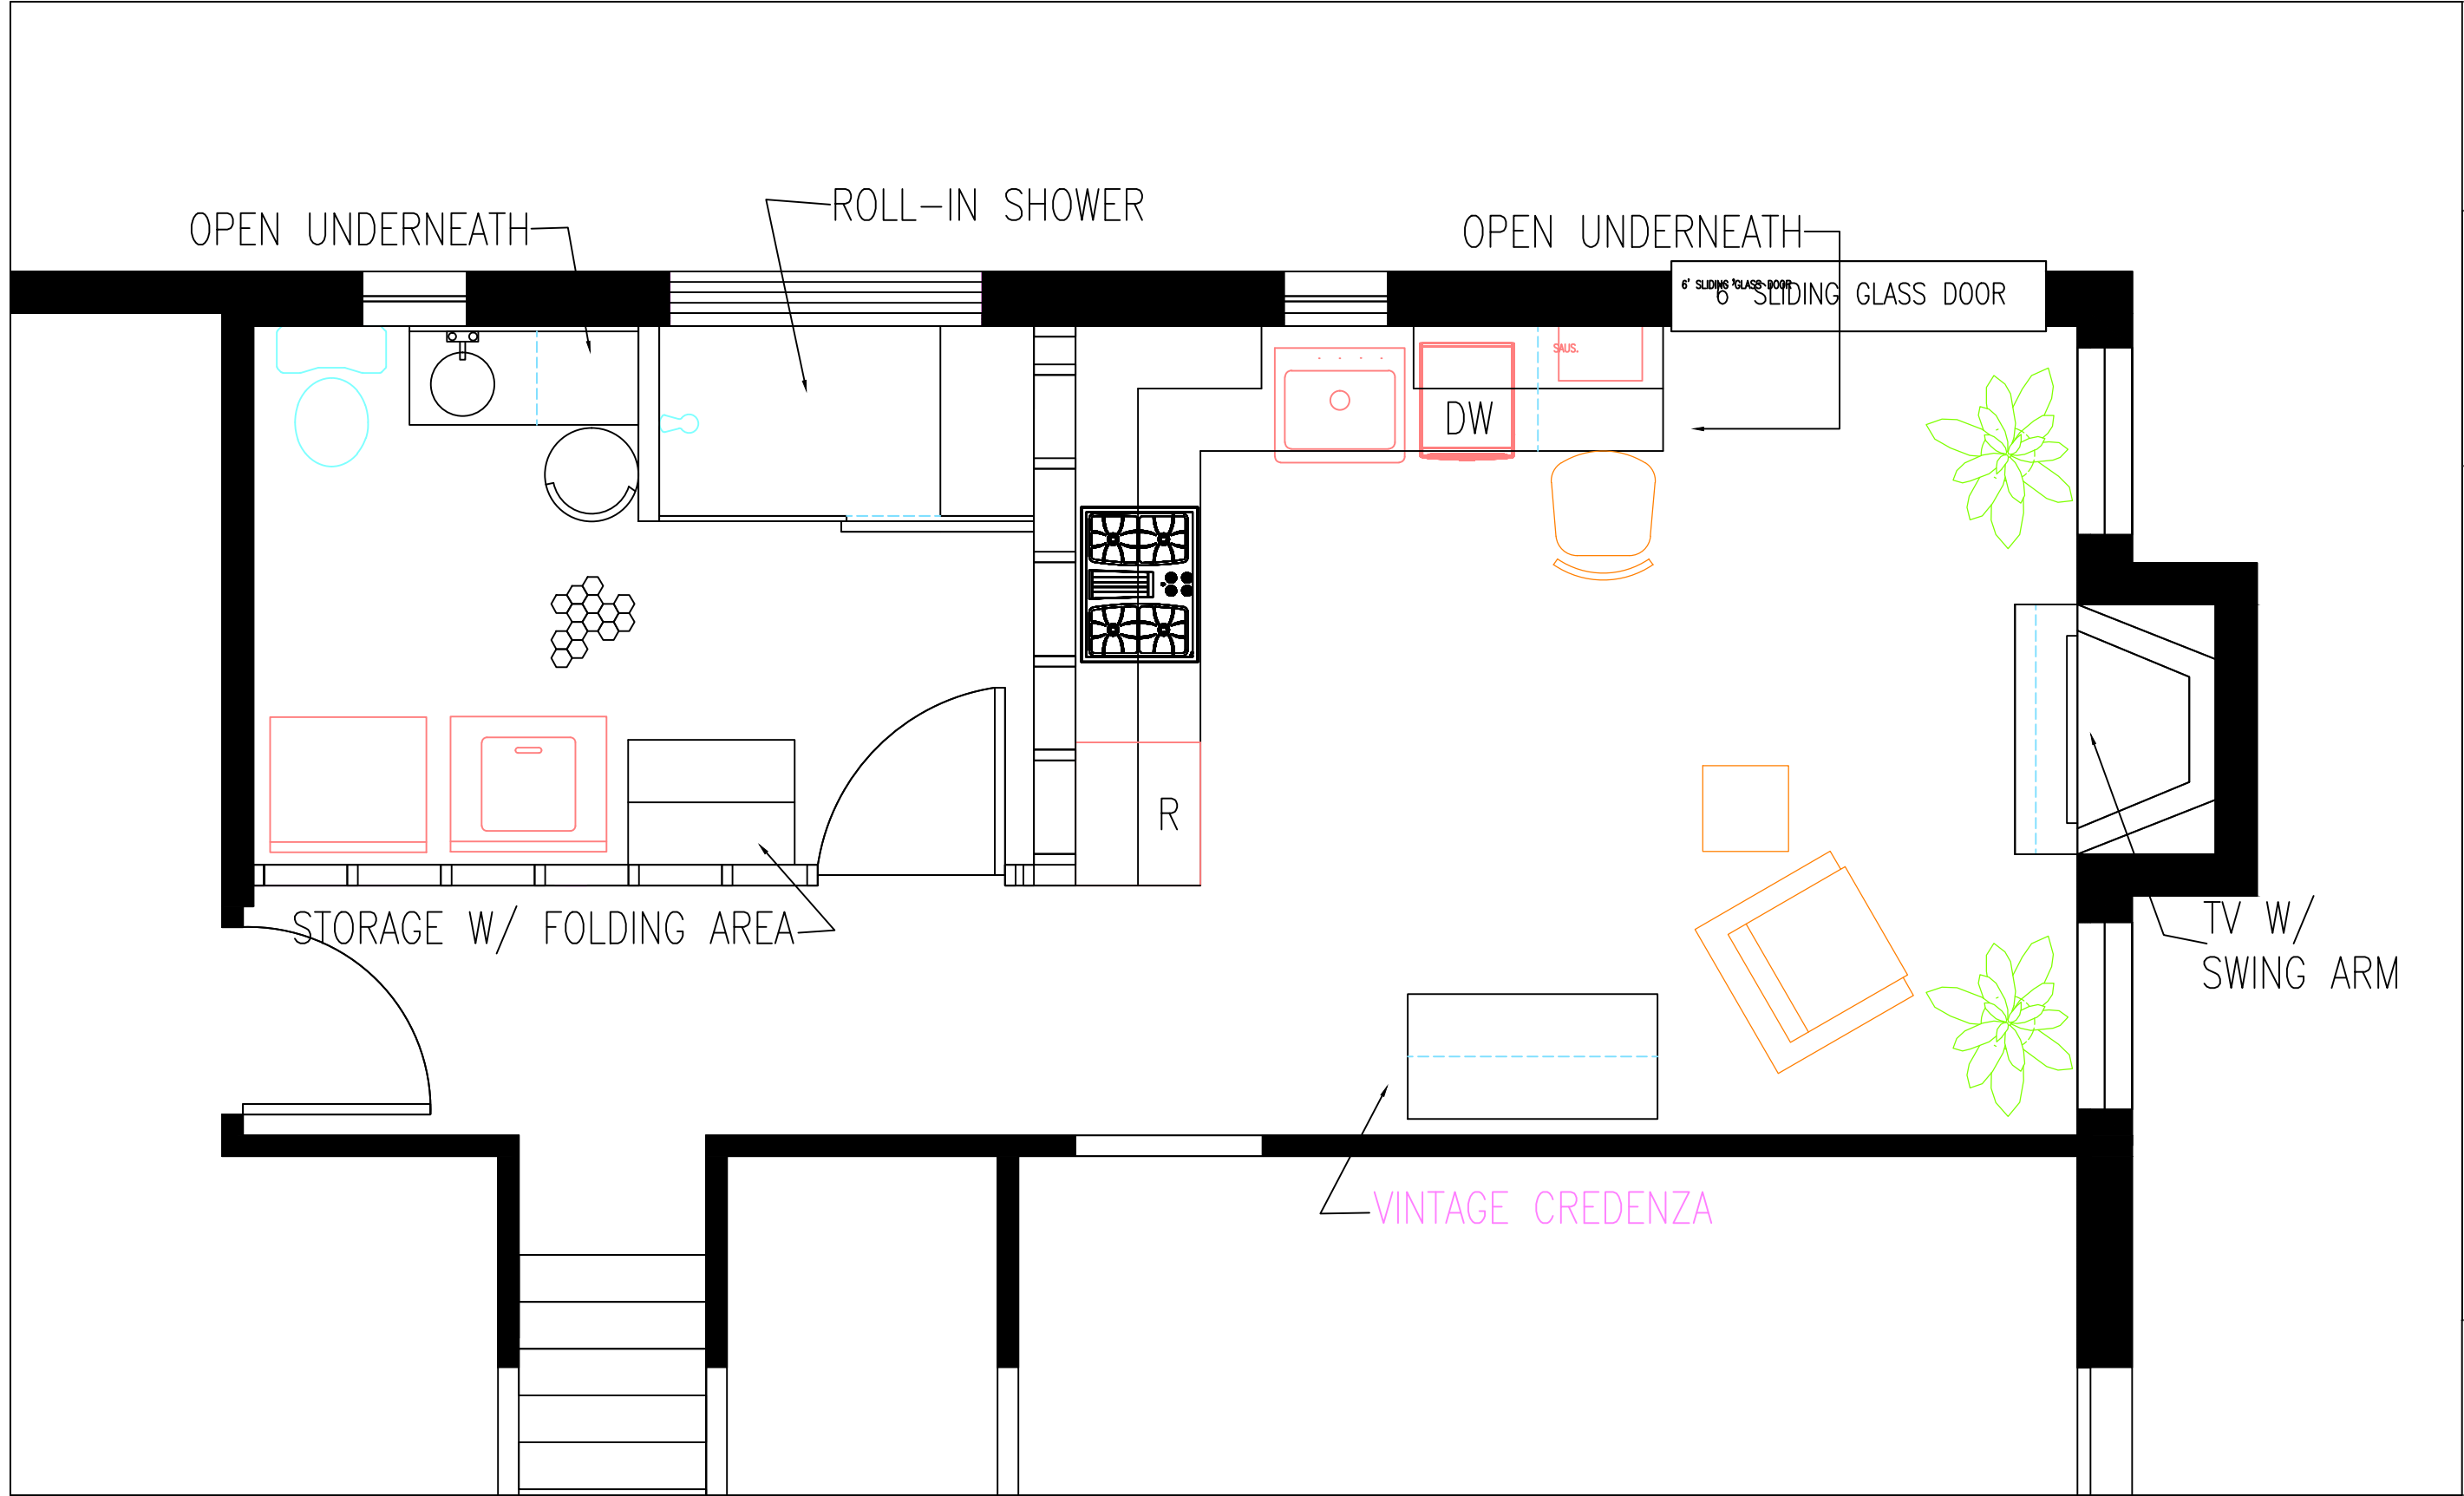 ROLL-IN SHOWER
OPEN UNDERNEATH
OPEN UNDERNEATH
6' SLIDING GLASS DOOR
6' SLIDING GLASS DOOR
SAUS.
DW
R
STORAGE W/ FOLDING AREA
TV W/
SWING ARM
VINTAGE CREDENZA